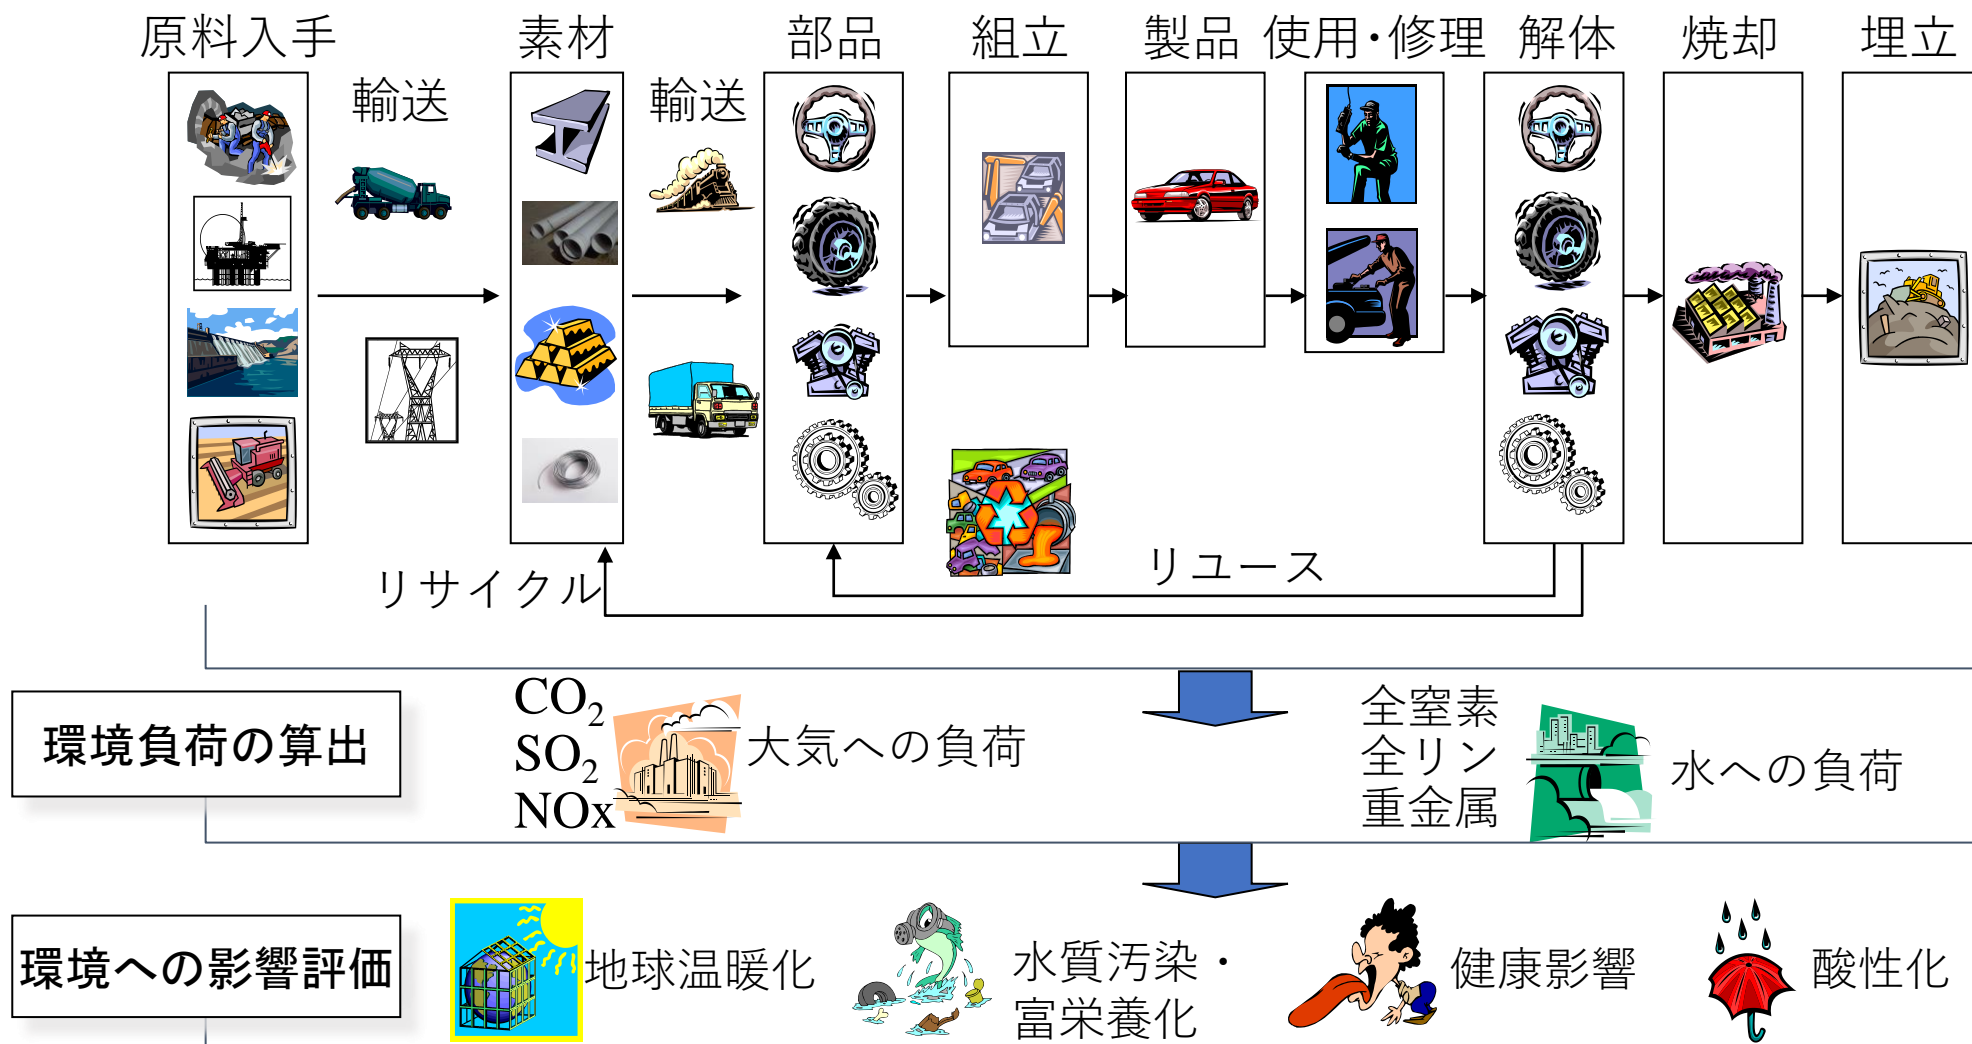 原料入手
素材
部品
組立
製品
使用・修理
解体
焼却
埋立
輸送
輸送
リサイクル
リユース
環境負荷の算出
CO₂
SO₂
NOx
大気への負荷
全窒素
全リン
重金属
水への負荷
環境への影響評価
地球温暖化
水質汚染・
富栄養化
健康影響
酸性化